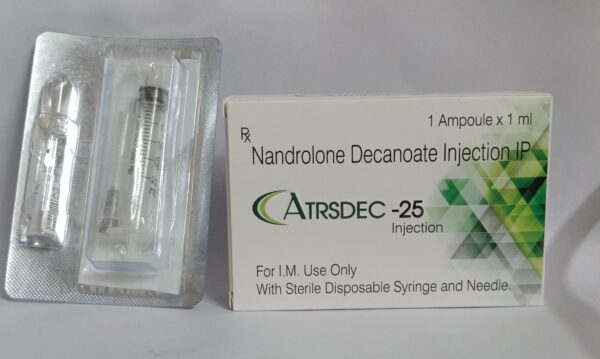 1 Ampoule x 1 ml
Rx
Nandrolone Decanoate Injection IP
ATRSDEC -25
Injection
For I.M. Use Only
With Sterile Disposable Syringe and Needle.